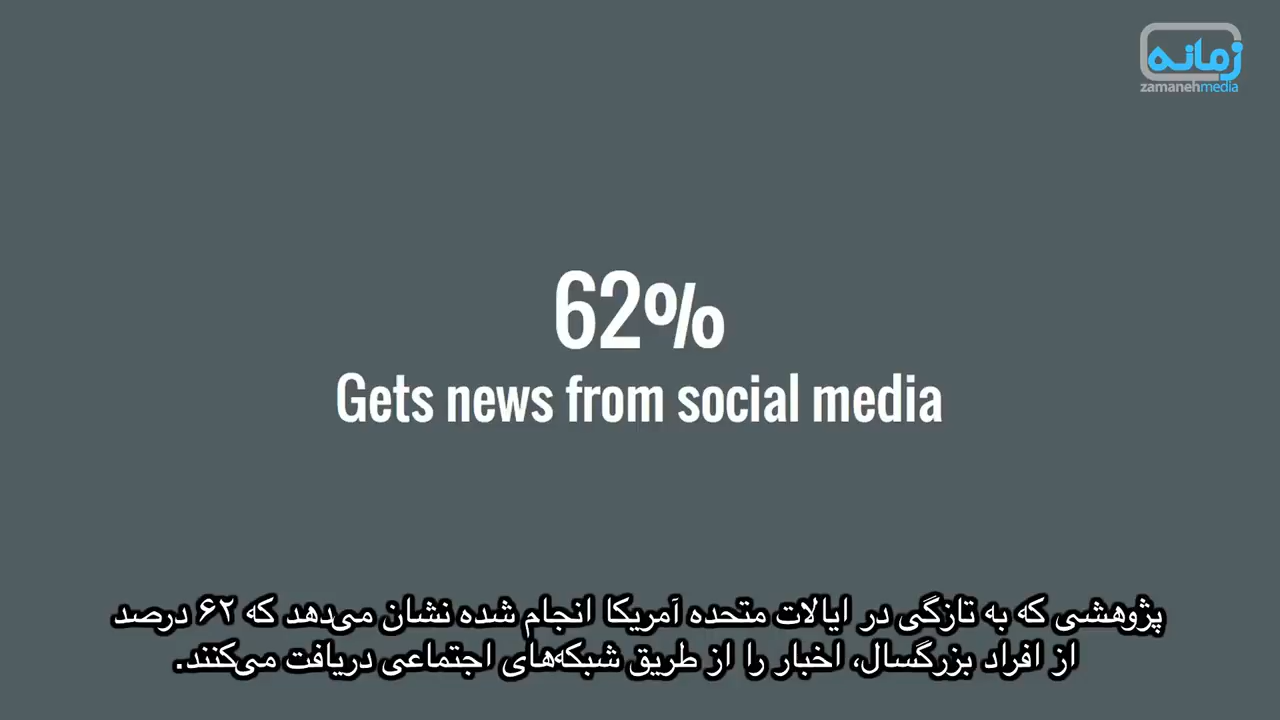 زمانه
zamanehmedia
62%
Gets news from social media
پژوهشی که به تازگی در ایالات متحده آمریکا انجام شده نشان می‌دهد که ۶۲ درصد
از افراد بزرگسال، اخبار را از طریق شبکه‌های اجتماعی دریافت می‌کنند.